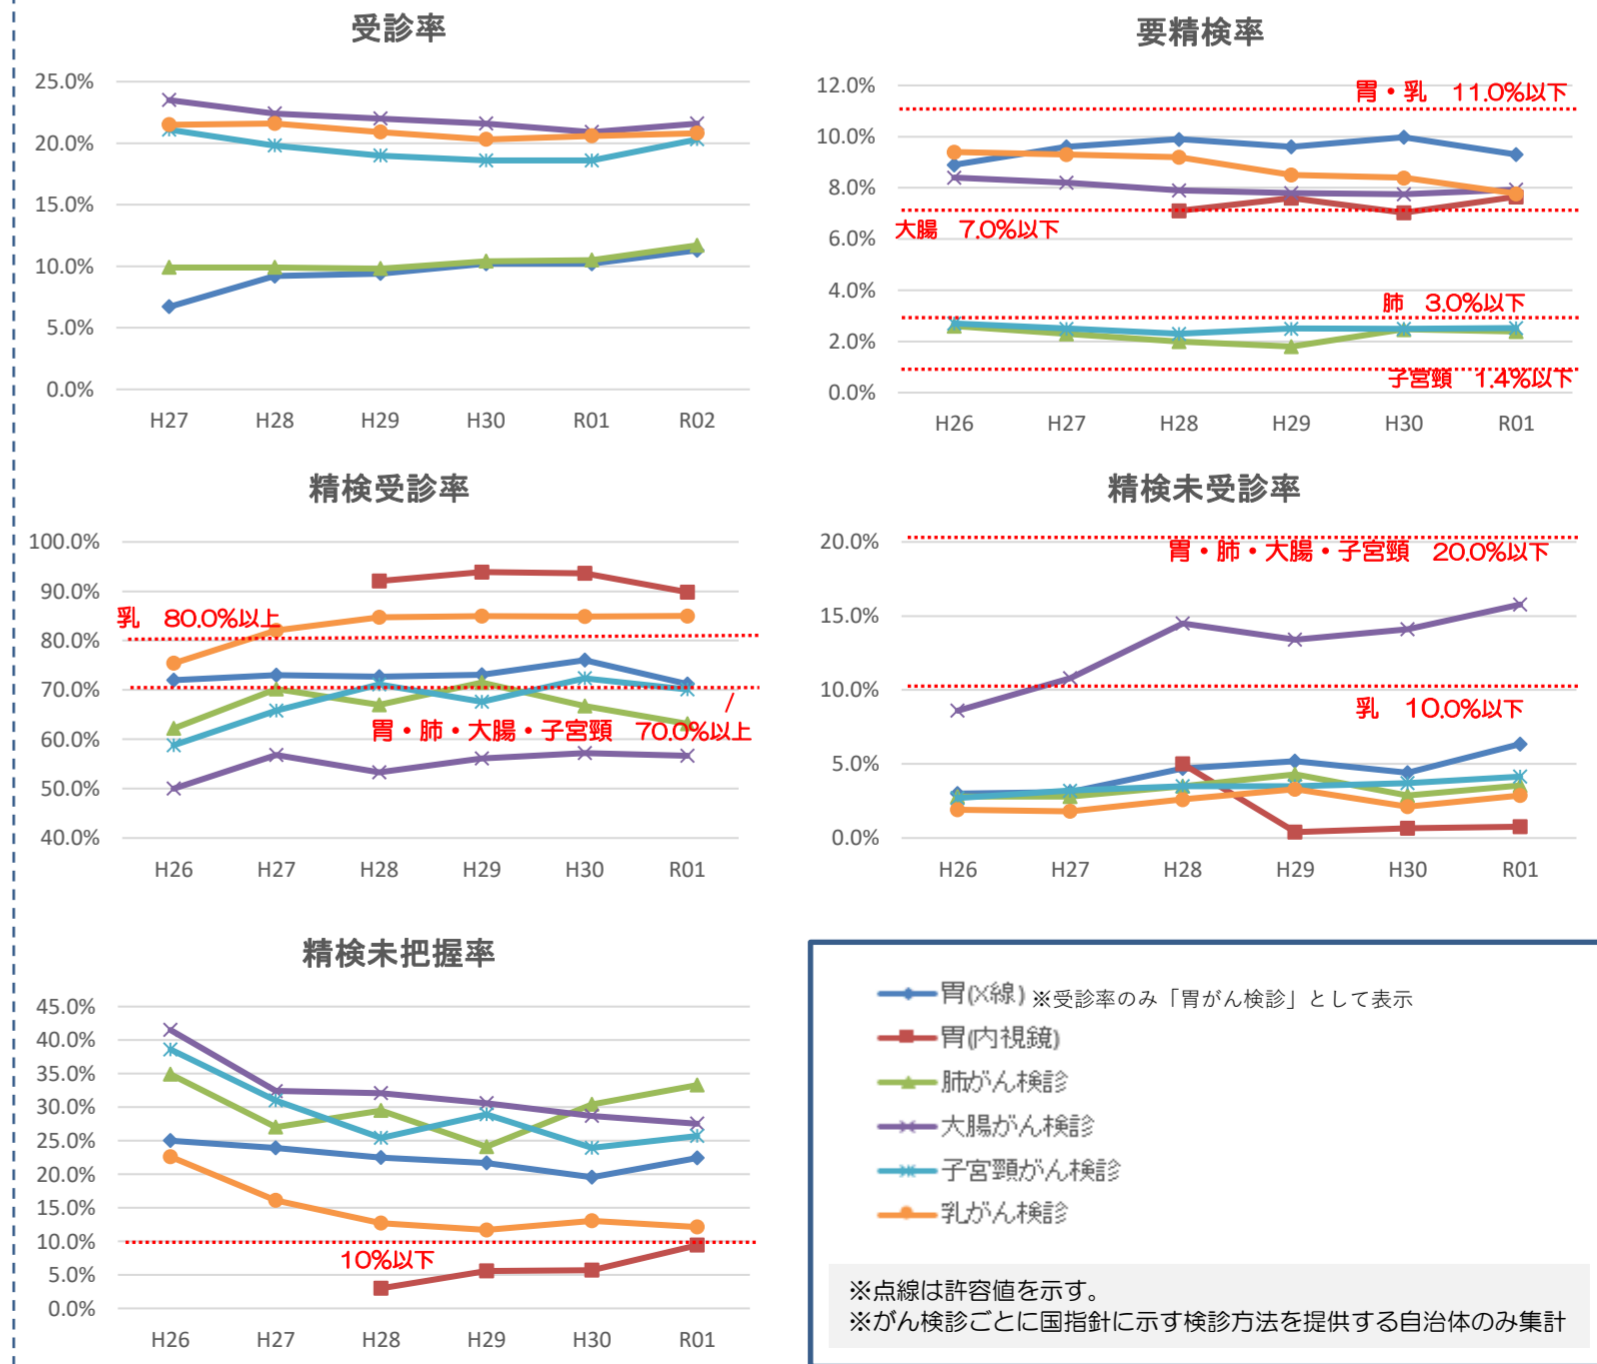 受診率
25.0%
20.0%
15.0%
10.0%
5.0%
0.0%
H27 H28 H29 H30 R01 R02
要精検率
12.0%
10.0%
8.0%
6.0%
4.0%
2.0%
0.0%
胃・乳 11.0%以下
大腸 7.0%以下
肺 3.0%以下
子宮頸 1.4%以下
H26 H27 H28 H29 H30 R01
精検受診率
100.0%
90.0%
80.0%
70.0%
60.0%
50.0%
40.0%
乳 80.0%以上
胃・肺・大腸・子宮頸 70.0%以上
H26 H27 H28 H29 H30 R01
精検未受診率
20.0%
15.0%
10.0%
5.0%
0.0%
胃・肺・大腸・子宮頸 20.0%以下
乳 10.0%以下
H26 H27 H28 H29 H30 R01
精検未把握率
45.0%
40.0%
35.0%
30.0%
25.0%
20.0%
15.0%
10.0%
5.0%
0.0%
10%以下
H26 H27 H28 H29 H30 R01
胃(X線) ※受診率のみ「胃がん検診」として表示
胃(内視鏡)
肺がん検診
大腸がん検診
子宮頸がん検診
乳がん検診
※点線は許容値を示す。
※がん検診ごとに国指針に示す検診方法を提供する自治体のみ集計